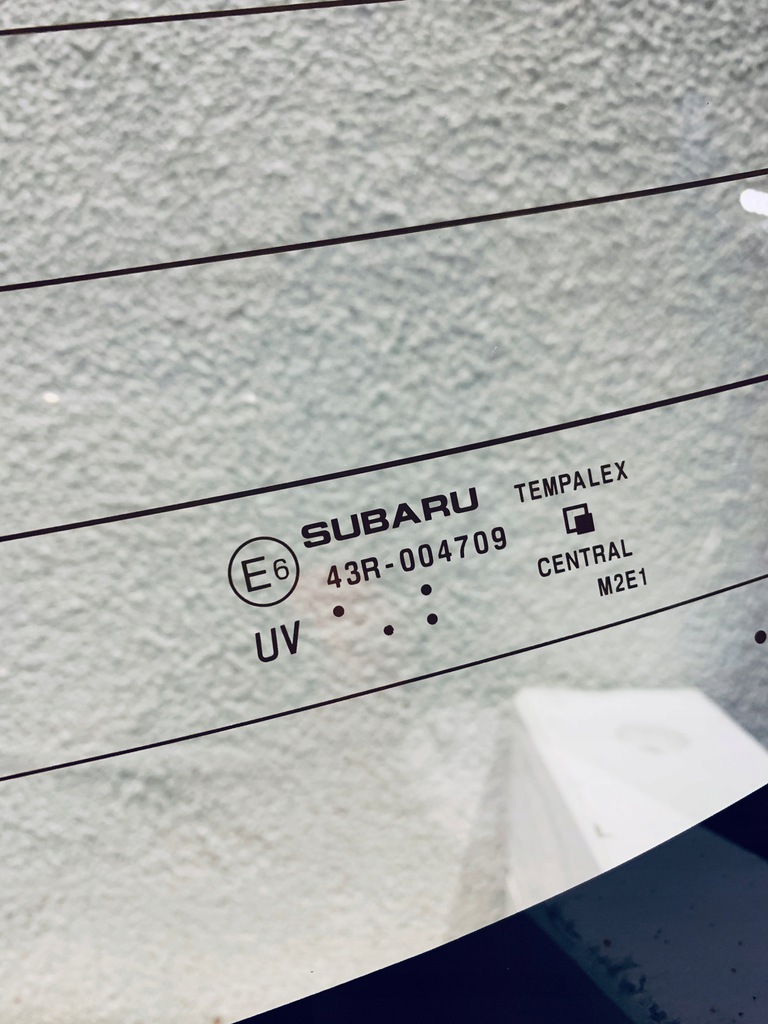 SUBARU
E6
43R-004709
UV
TEMPALEX
CENTRAL
M2E1